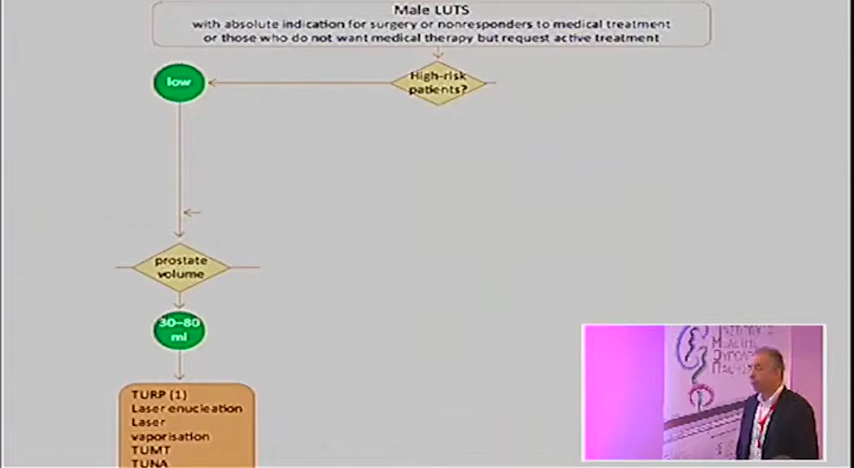 Male LUTS
with absolute indication for surgery or nonresponders to medical treatment
or those who do not want medical therapy but request active treatment
High-risk
patients?
low
prostate
volume
30–80
ml
TURP (1)
Laser enucleation
Laser
vaporisation
TUMT
TUNA